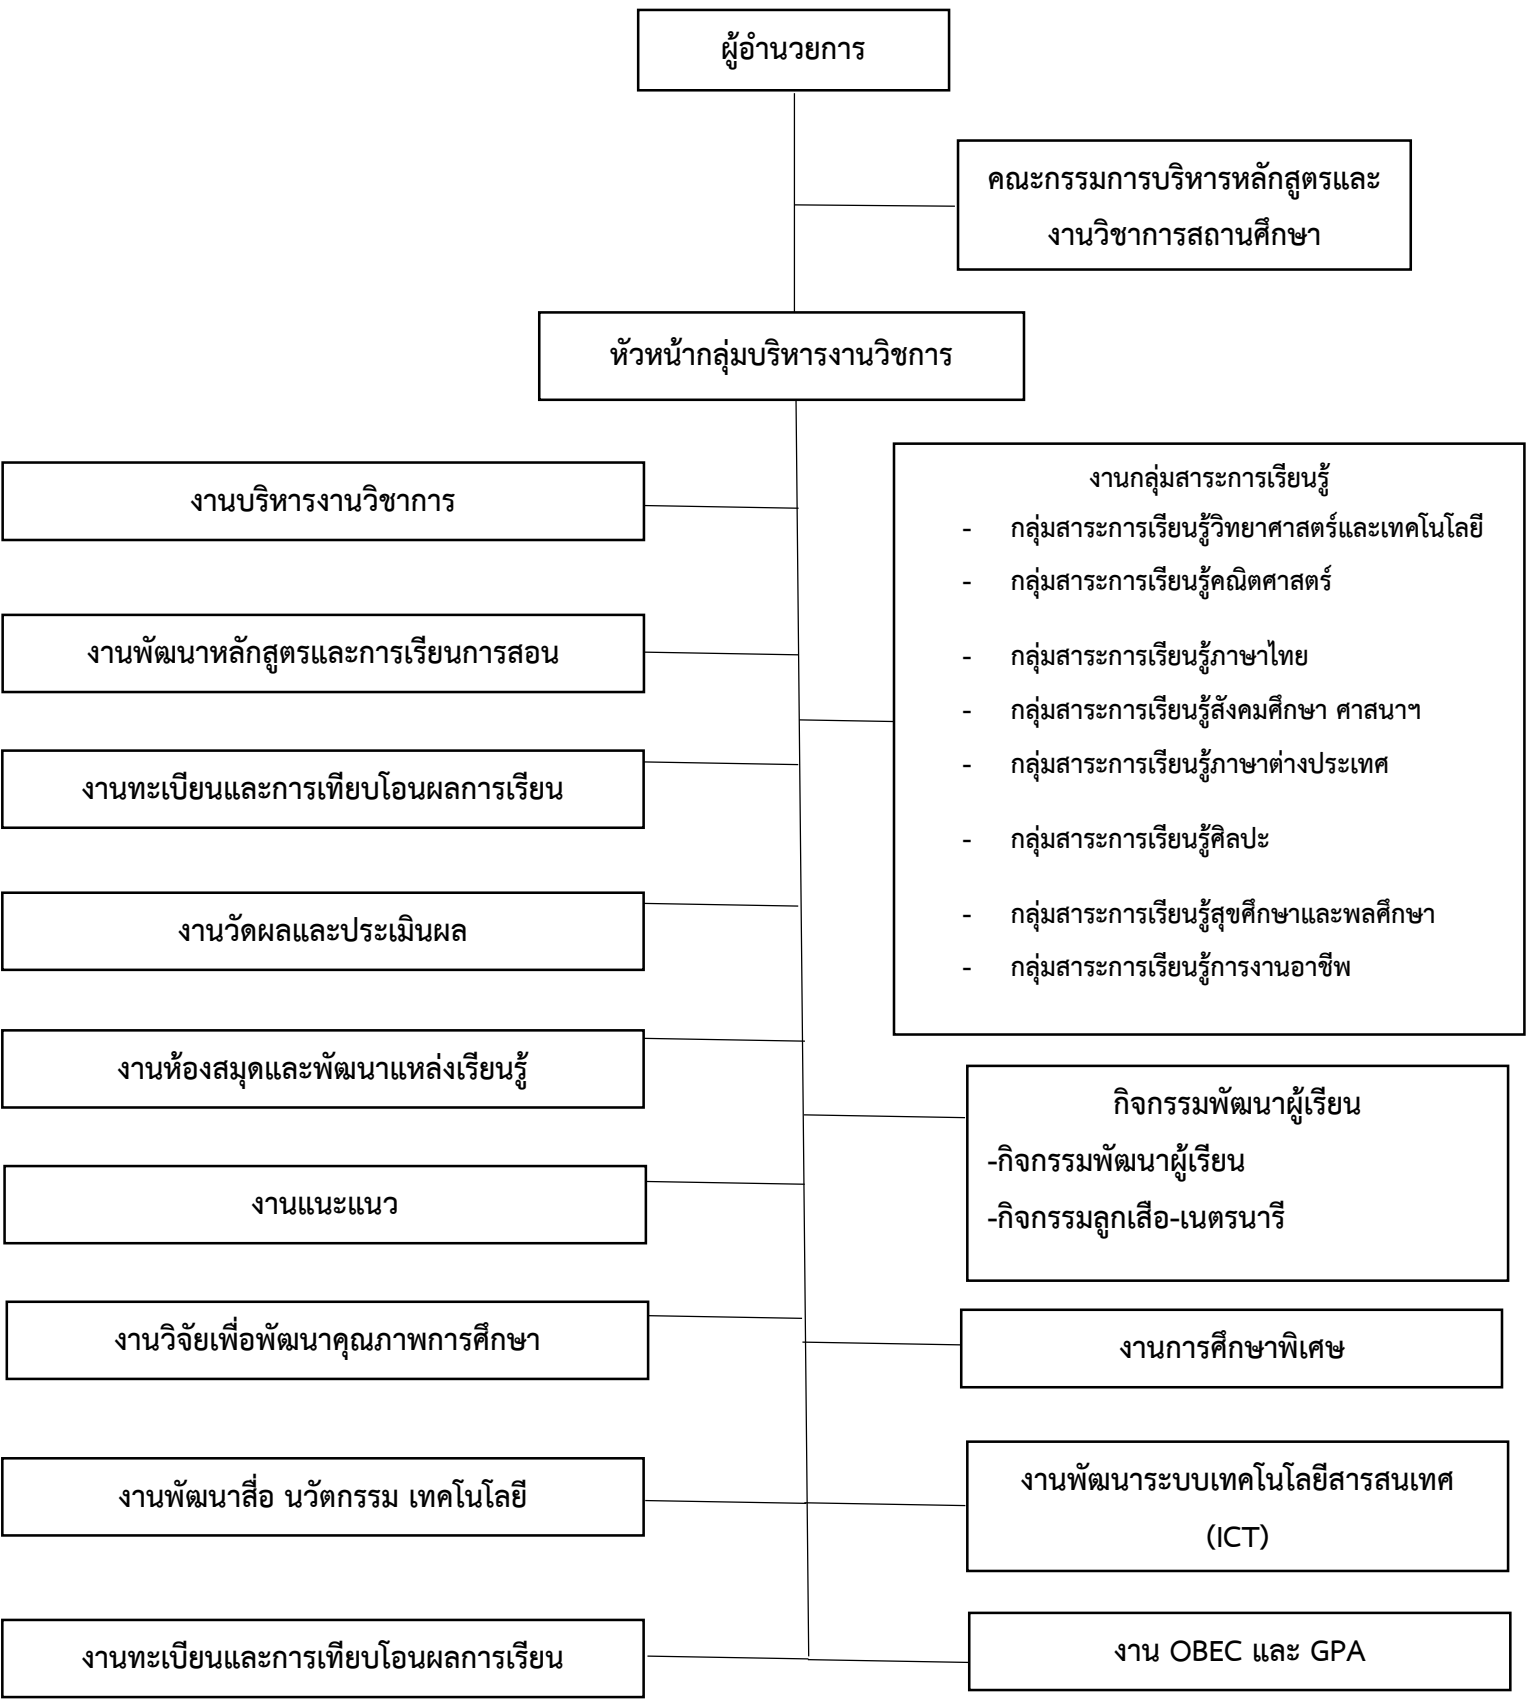 ผู้อำนวยการ
คณะกรรมการบริหารหลักสูตรและ
งานวิชาการสถานศึกษา
หัวหน้ากลุ่มบริหารงานวิชการ
งานบริหารงานวิชาการ
งานพัฒนาหลักสูตรและการเรียนการสอน
งานทะเบียนและการเทียบโอนผลการเรียน
งานวัดผลและประเมินผล
งานห้องสมุดและพัฒนาแหล่งเรียนรู้
งานแนะแนว
งานวิจัยเพื่อพัฒนาคุณภาพการศึกษา
งานพัฒนาสื่อ นวัตกรรม เทคโนโลยี
งานทะเบียนและการเทียบโอนผลการเรียน
งานกลุ่มสาระการเรียนรู้
- กลุ่มสาระการเรียนรู้วิทยาศาสตร์และเทคโนโลยี
- กลุ่มสาระการเรียนรู้คณิตศาสตร์
- กลุ่มสาระการเรียนรู้ภาษาไทย
- กลุ่มสาระการเรียนรู้สังคมศึกษา ศาสนาฯ
- กลุ่มสาระการเรียนรู้ภาษาต่างประเทศ
- กลุ่มสาระการเรียนรู้ศิลปะ
- กลุ่มสาระการเรียนรู้สุขศึกษาและพลศึกษา
- กลุ่มสาระการเรียนรู้การงานอาชีพ
กิจกรรมพัฒนาผู้เรียน
-กิจกรรมพัฒนาผู้เรียน
-กิจกรรมลูกเสือ-เนตรนารี
งานการศึกษาพิเศษ
งานพัฒนาระบบเทคโนโลยีสารสนเทศ
(ICT)
งาน OBEC และ GPA